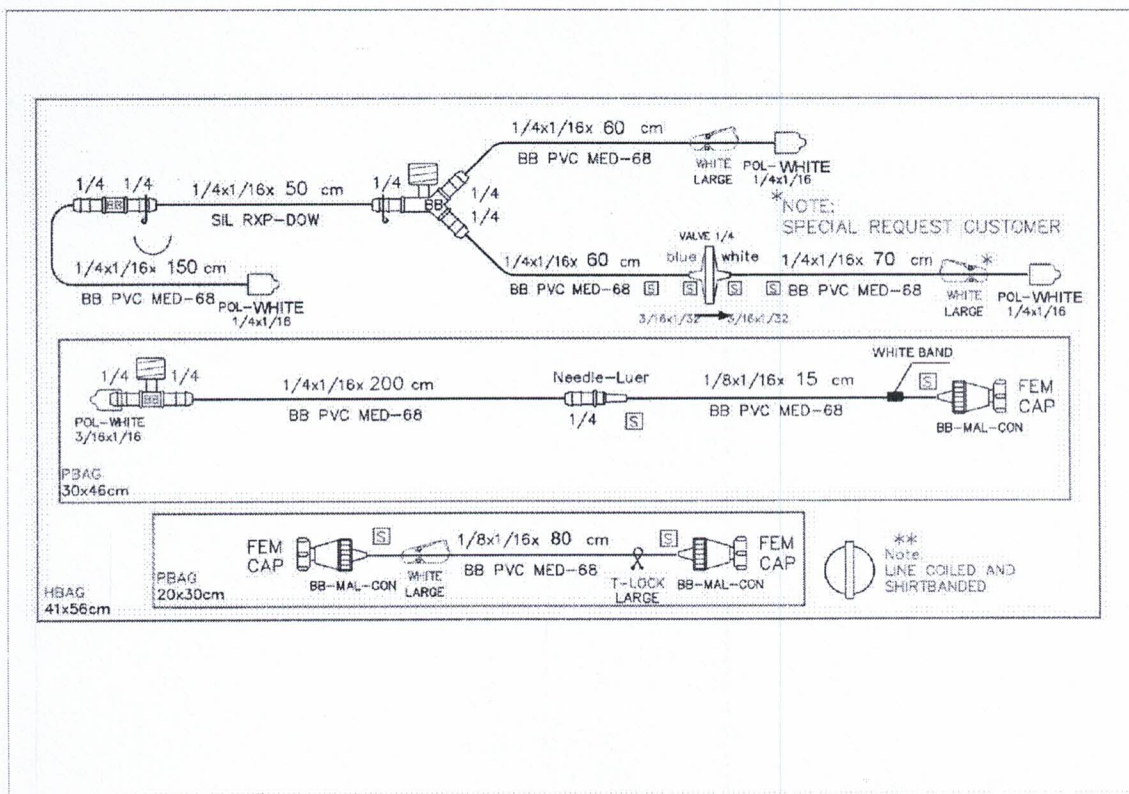 1/4x1/16x 60 cm
BB PVC MED-68
WHITE
LARGE
POL-WHITE
1/4x1/16
1/4
BB
1/4
1/4x1/16x 50 cm
SIL RXP-DOW
1/4
BB
1/4
1/4
*NOTE:
SPECIAL REQUEST CUSTOMER
1/4x1/16x 150 cm
BB PVC MED-68
POL-WHITE
1/4x1/16
1/4x1/16x 60 cm
BB PVC MED-68
VALVE 1/4
blue
white
S
S
S
S
3/16x1/32
3/16x1/32
1/4x1/16x 70 cm
BB PVC MED-68
*
WHITE
LARGE
POL-WHITE
1/4x1/16
1/4
BB
1/4
POL-WHITE
3/16x1/16
1/4x1/16x 200 cm
BB PVC MED-68
Needle-Luer
1/4
S
1/8x1/16x 15 cm
BB PVC MED-68
WHITE BAND
S
FEM
CAP
BB-MAL-CON
PBAG
30x46cm
FEM
CAP
BB-MAL-CON
S
WHITE
LARGE
1/8x1/16x 80 cm
BB PVC MED-68
T-LOCK
LARGE
S
BB-MAL-CON
FEM
CAP
PBAG
20x30cm
**
Note:
LINE COILED AND
SHIRTBANDED
HBAG
41x56cm